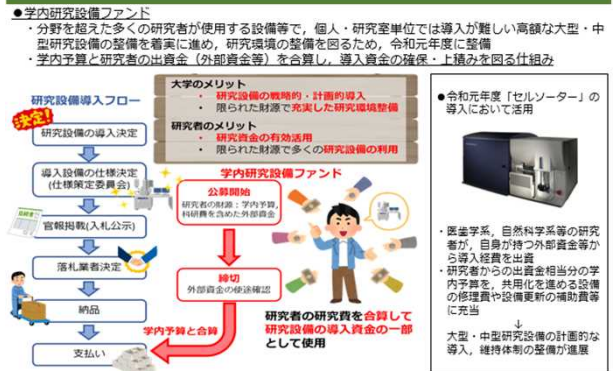 ●学内研究設備ファンド
・分野を超えた多くの研究者が使用する設備等で，個人・研究室単位では導入が難しい高額な大型・中
型研究設備の整備を着実に進め，研究環境の整備を図るため，令和元年度に整備
・学内予算と研究者の出資金（外部資金等）を合算し，導入資金の確保・上積みを図る仕組み
研究設備導入フロー
決定!
研究設備の導入決定
導入設備の仕様決定
(仕様策定委員会)
官報掲載(入札公示)
落札業者決定
納品
支払い
大学のメリット
・ 研究設備の戦略的・計画的導入
・ 限られた財源で充実した研究環境整備
研究者のメリット
・ 研究資金の有効活用
・ 限られた財源で多くの研究設備の利用
学内研究設備ファンド
公募開始
研究者の財源：学内予算，
科研費を含めた外部資金
締切
外部資金の使途確認
学内予算と合算
研究者の研究費を合算して
研究設備の導入資金の一部
として使用
●令和元年度「セルソーター」の
導入において活用
・医歯学系，自然科学系等の研究
者が，自身が持つ外部資金等か
ら導入経費を出資
・研究者からの出資金相当分の学
内予算を，共用化を進める設備
の修理費や設備更新の補助費等
に充当
↓
大型・中型研究設備の計画的な
導入，維持体制の整備が進展